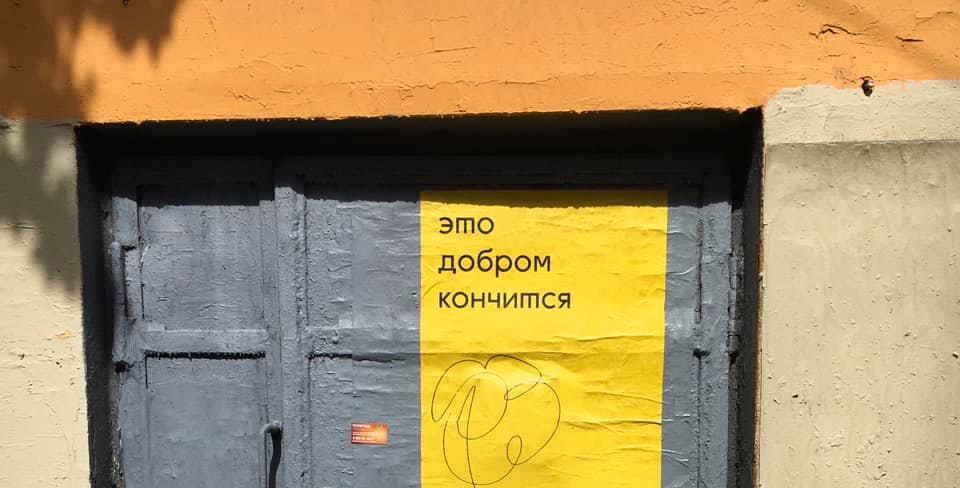 это
добром
кончится